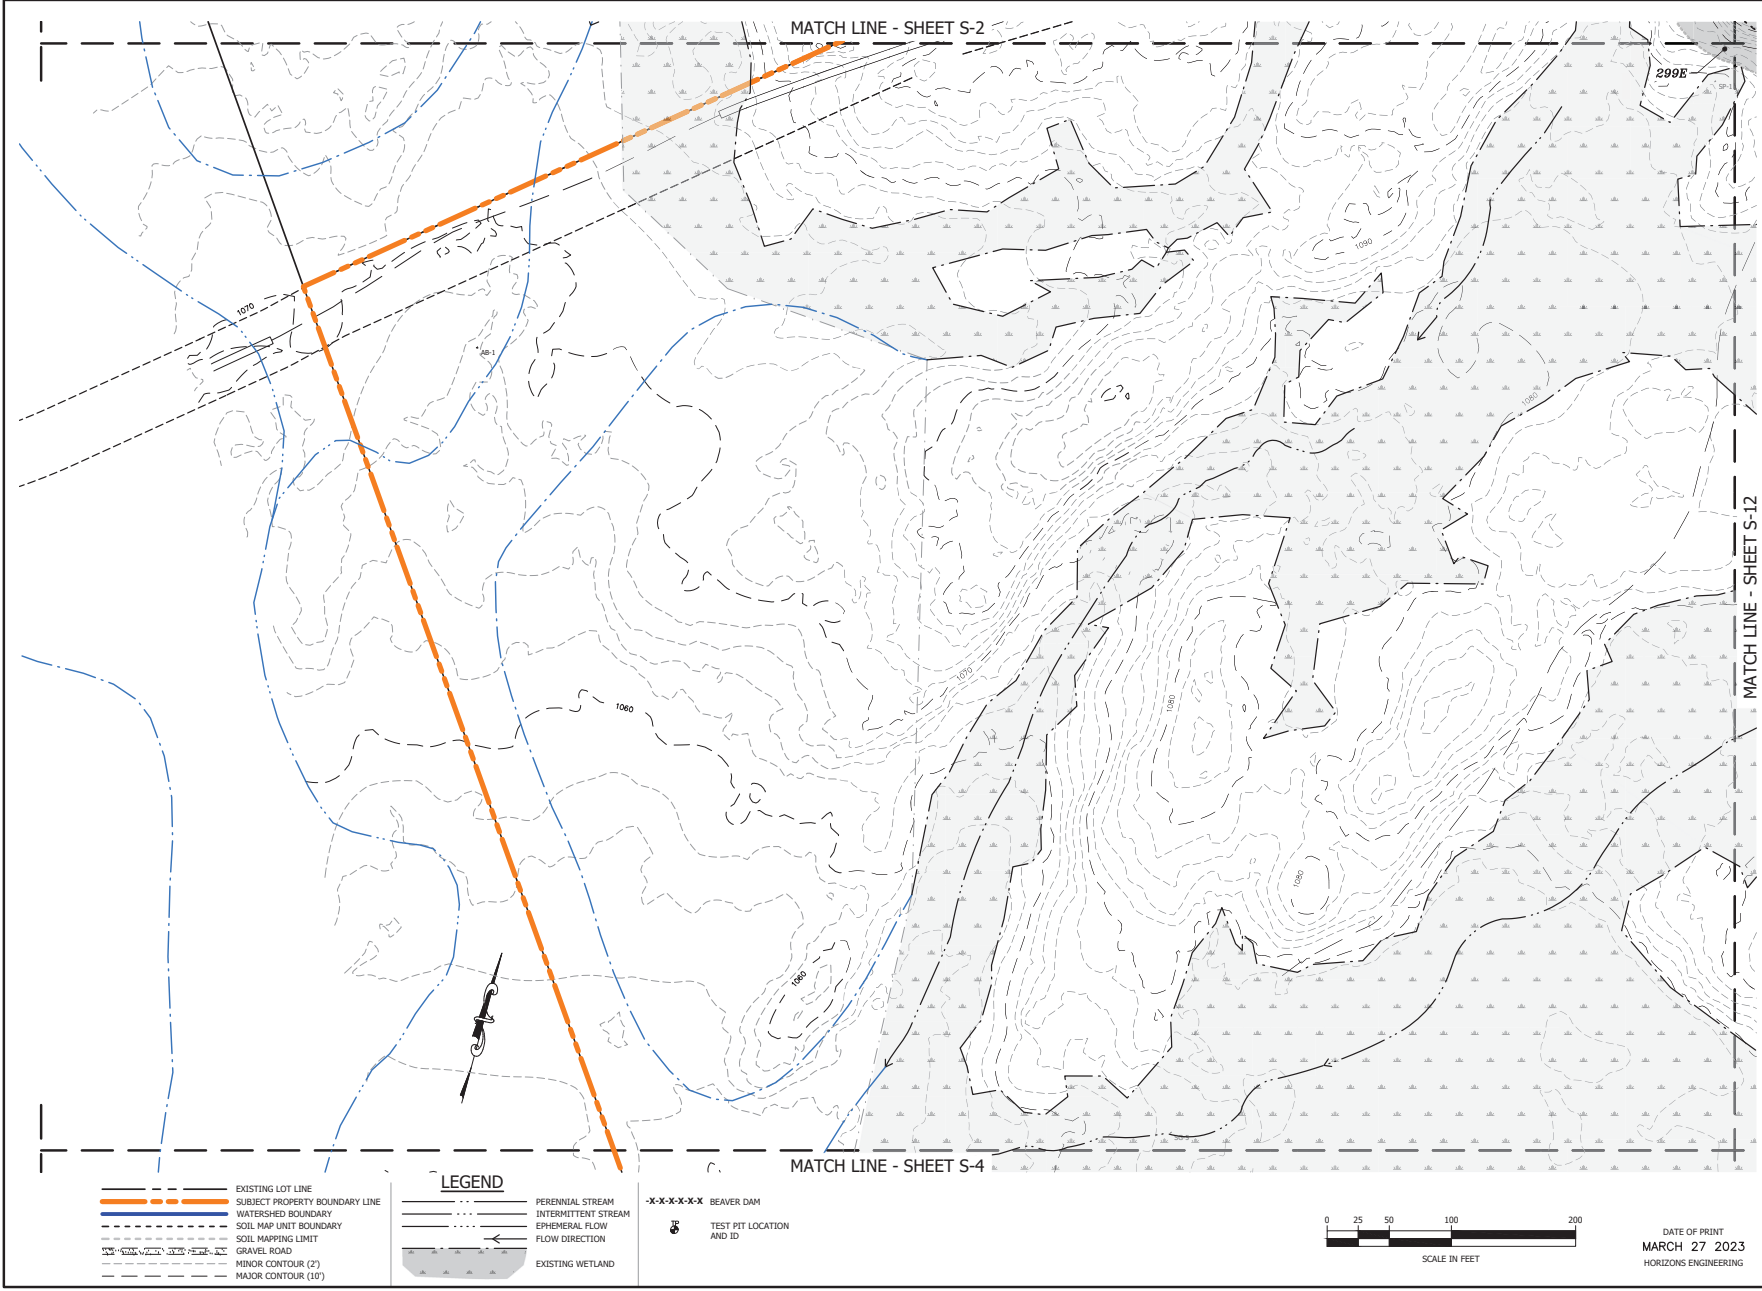 MATCH LINE - SHEET S-2
299E
SP-1
1090
1070
AB-1
1080
MATCH LINE - SHEET S-12
1070
1080
1060
1080
1060
MATCH LINE - SHEET S-4
LEGEND
EXISTING LOT LINE
SUBJECT PROPERTY BOUNDARY LINE
WATERSHED BOUNDARY
SOIL MAP UNIT BOUNDARY
SOIL MAPPING LIMIT
GRAVEL ROAD
MINOR CONTOUR (2')
MAJOR CONTOUR (10')
PERENNIAL STREAM
INTERMITTENT STREAM
EPHEMERAL FLOW
FLOW DIRECTION
EXISTING WETLAND
-X-X-X-X-X-X BEAVER DAM
TP
TEST PIT LOCATION
AND ID
0 25 50 100 200
SCALE IN FEET
DATE OF PRINT
MARCH 27 2023
HORIZONS ENGINEERING